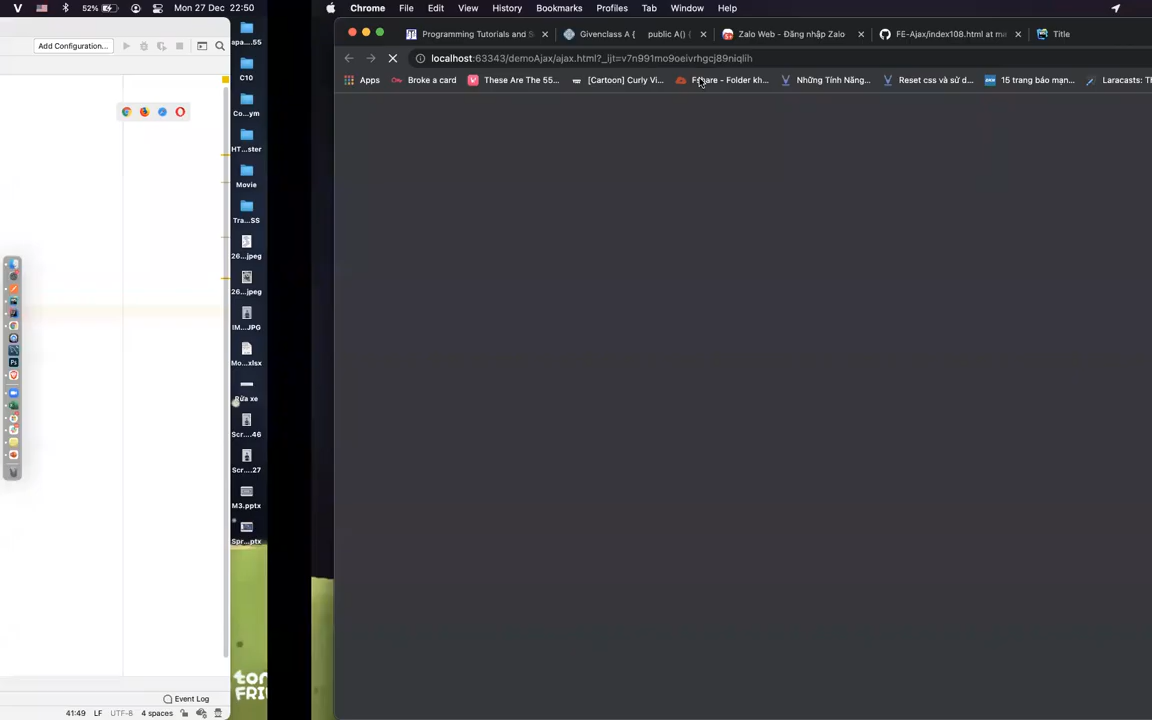 V 52% Mon 27 Dec 22:50
Add Configuration...
apa....55
C10
Co...ym
HT...ster
Movie
Tra...SS
26...jpeg
26...jpeg
IM...JPG
Mo...xlsx
Rửa xe
Scr....46
Scr....27
M3.pptx
Spr...ptx
Event Log
41:49 LF UTF-8 4 spaces
Chrome File Edit View History Bookmarks Profiles Tab Window Help
Programming Tutorials and S
Givenclass A { public A() {
Zalo Web - Đăng nhập Zalo
FE-Ajax/index108.html at ma
Title
localhost:63343/demoAjax/ajax.html?_ijt=v7n991mo9oeivrhgcj89niqlih
Apps
Broke a card
These Are The 55...
[Cartoon] Curly Vi...
Fshare - Folder kh...
Những Tính Năng...
Reset css và sử d...
15 trang báo mạn...
Laracasts: Th